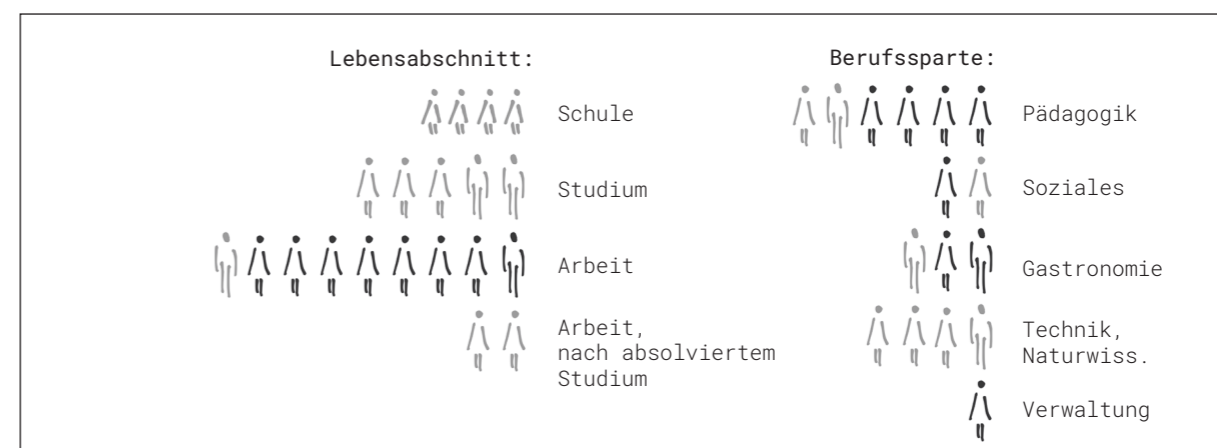 Lebensabschnitt:
Schule
Studium
Arbeit
Arbeit,
nach absolviertem
Studium
Berufssparte:
Pädagogik
Soziales
Gastronomie
Technik,
Naturwiss.
Verwaltung